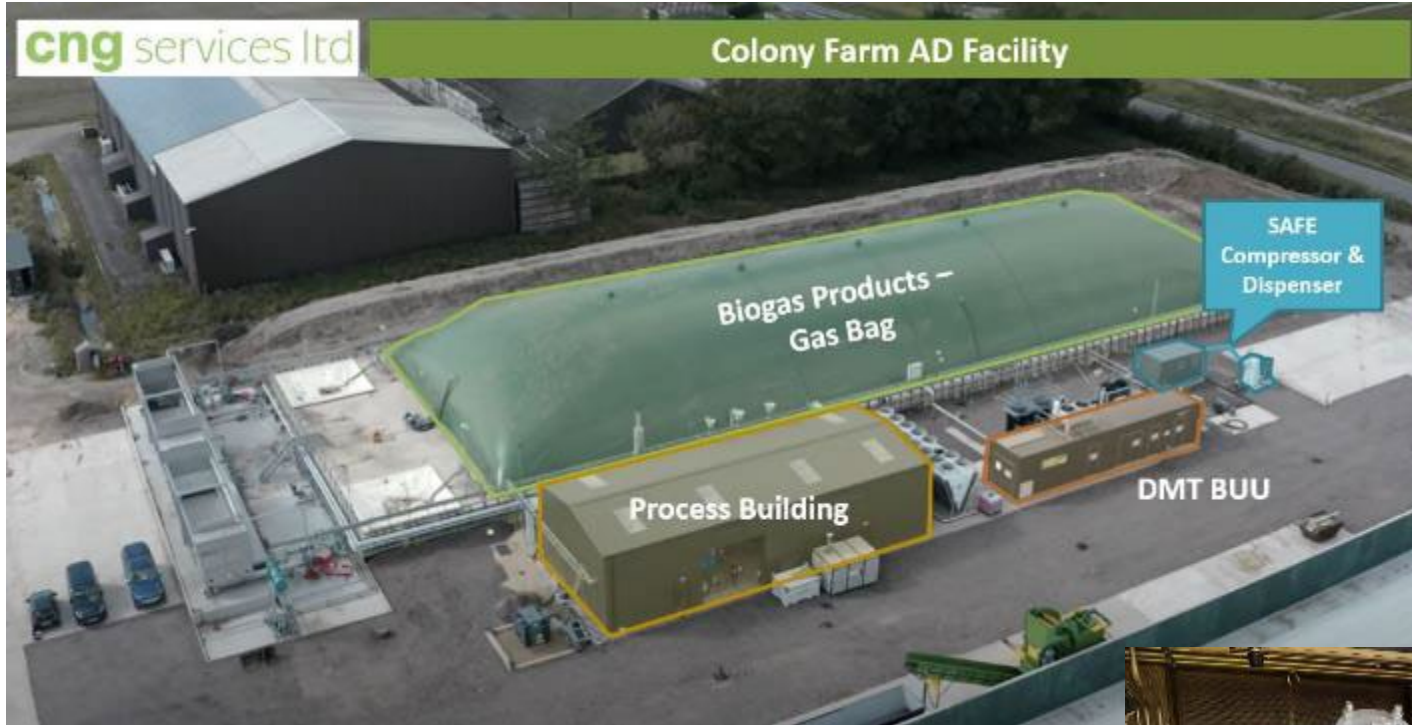 cng services ltd
Colony Farm AD Facility
SAFE
Compressor &
Dispenser
Biogas Products –
Gas Bag
Process Building
DMT BUU